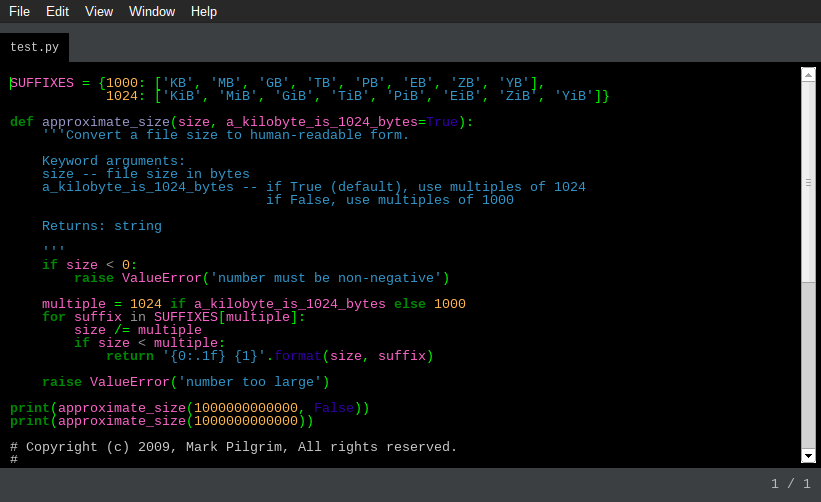 File Edit View Window Help
test.py
SUFFIXES = {1000: ['KB', 'MB', 'GB', 'TB', 'PB', 'EB', 'ZB', 'YB'],
            1024: ['KiB', 'MiB', 'GiB', 'TiB', 'PiB', 'EiB', 'ZiB', 'YiB']}
def approximate_size(size, a_kilobyte_is_1024_bytes=True):
    '''Convert a file size to human-readable form.
    Keyword arguments:
    size -- file size in bytes
    a_kilobyte_is_1024_bytes -- if True (default), use multiples of 1024
                                if False, use multiples of 1000
    Returns: string
    '''
    if size < 0:
        raise ValueError('number must be non-negative')
    multiple = 1024 if a_kilobyte_is_1024_bytes else 1000
    for suffix in SUFFIXES[multiple]:
        size /= multiple
        if size < multiple:
            return '{0:.1f} {1}'.format(size, suffix)
    raise ValueError('number too large')
print(approximate_size(1000000000000, False))
print(approximate_size(1000000000000))
# Copyright (c) 2009, Mark Pilgrim, All rights reserved.
#
1 / 1